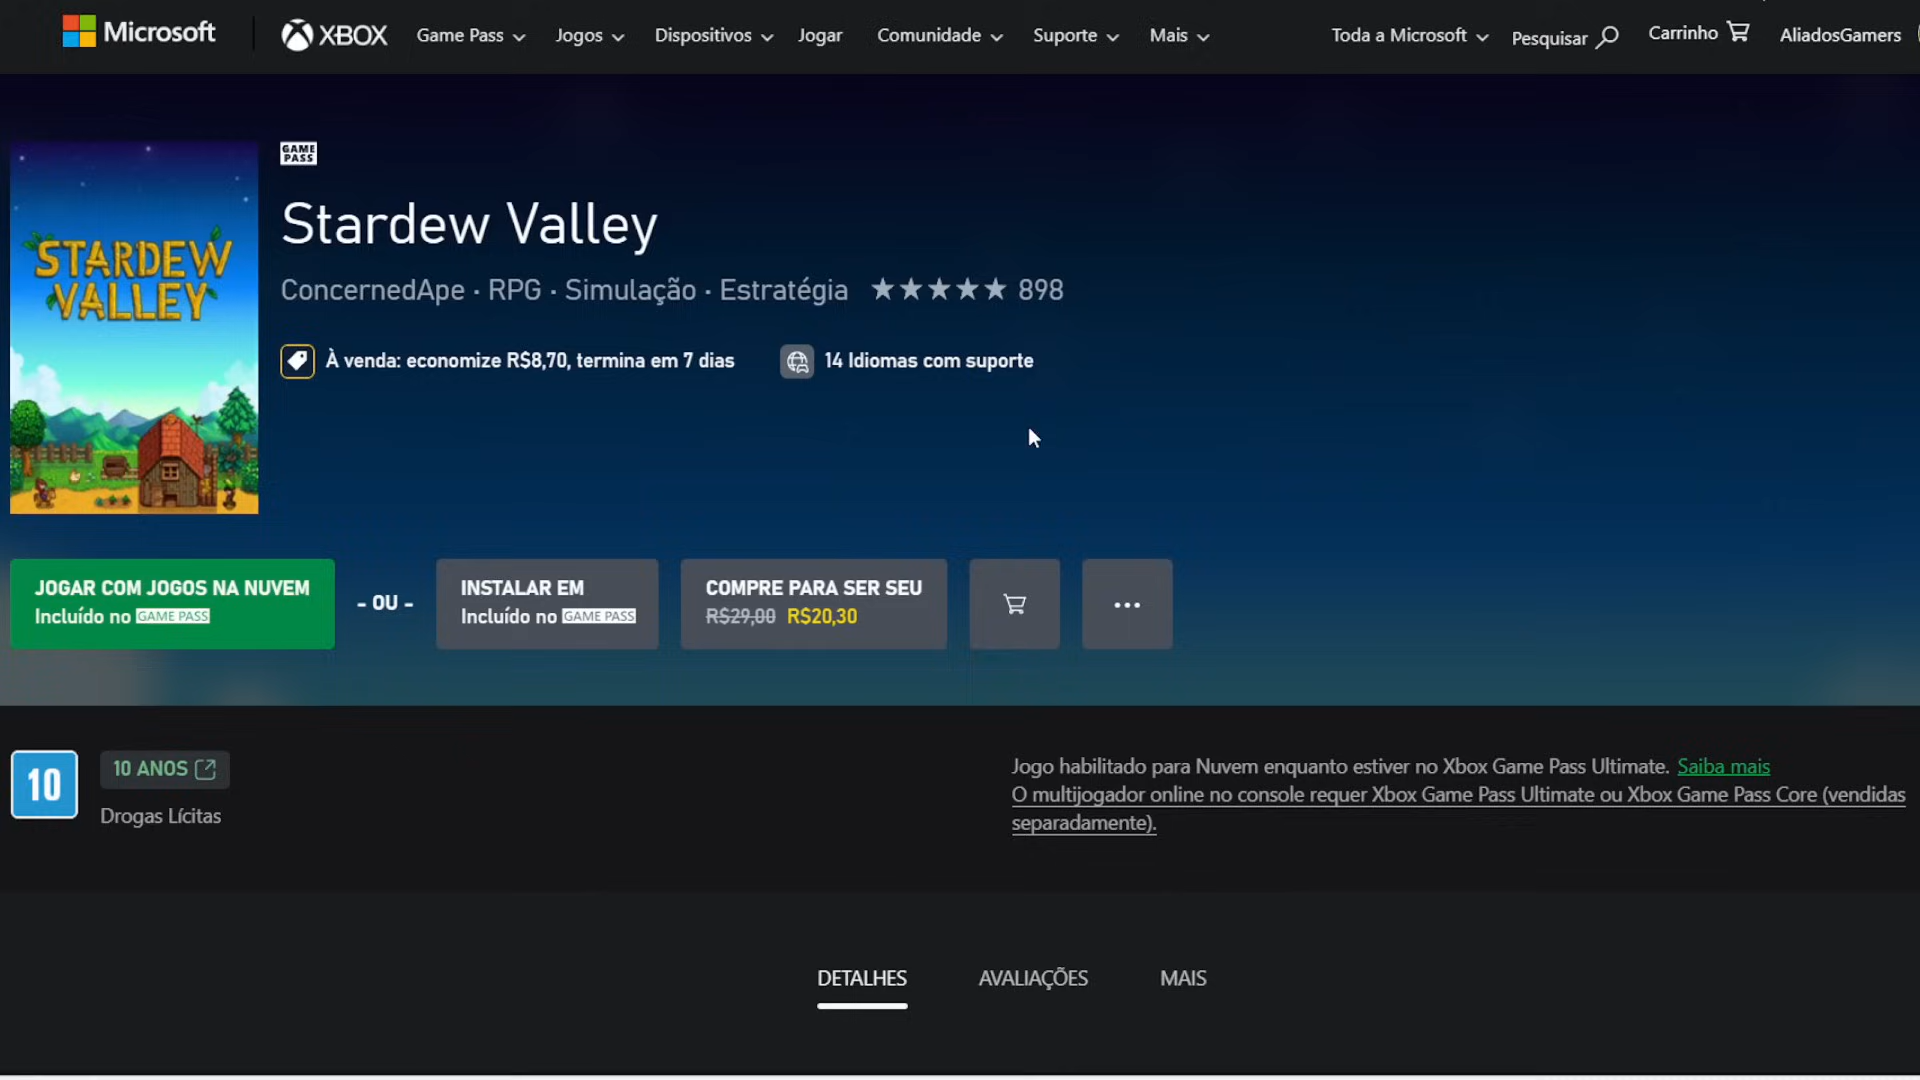 Microsoft
XBOX
Game Pass
Jogos
Dispositivos
Jogar
Comunidade
Suporte
Mais
Toda a Microsoft
Pesquisar
Carrinho
AliadosGamers
GAME PASS
Stardew Valley
ConcernedApe · RPG · Simulação · Estratégia ★★★★★ 898
À venda: economize R$8,70, termina em 7 dias
14 Idiomas com suporte
STARDEW
VALLEY
JOGAR COM JOGOS NA NUVEM
Incluído no GAME PASS
- OU -
INSTALAR EM
Incluído no GAME PASS
COMPRE PARA SER SEU
R$29,00 R$20,30
10
10 ANOS
Drogas Lícitas
Jogo habilitado para Nuvem enquanto estiver no Xbox Game Pass Ultimate. Saiba mais
O multijogador online no console requer Xbox Game Pass Ultimate ou Xbox Game Pass Core (vendidas
separadamente).
DETALHES
AVALIAÇÕES
MAIS